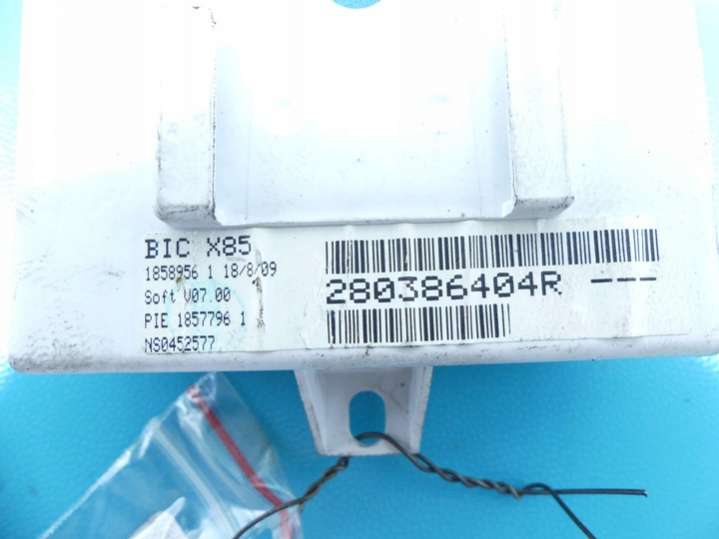 BIC X85
1858956 1 18/8/09
Soft V07.00
PIE 1857796 1
NS0452577
280386404R ---